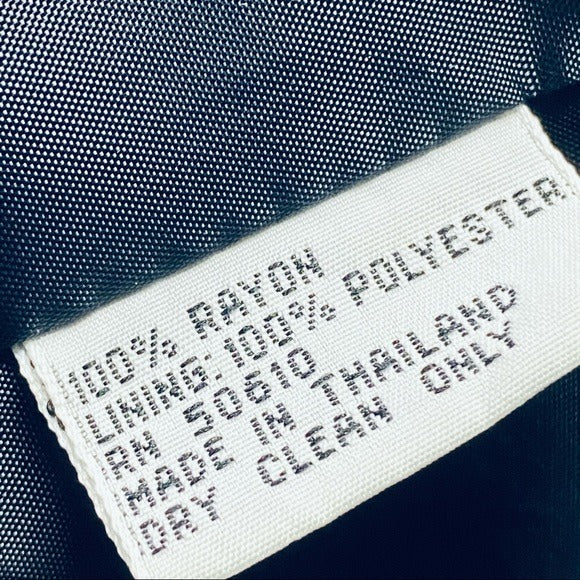 100% RAYON
LINING: 100% POLYESTER
RN 50610
MADE IN THAILAND
DRY CLEAN ONLY